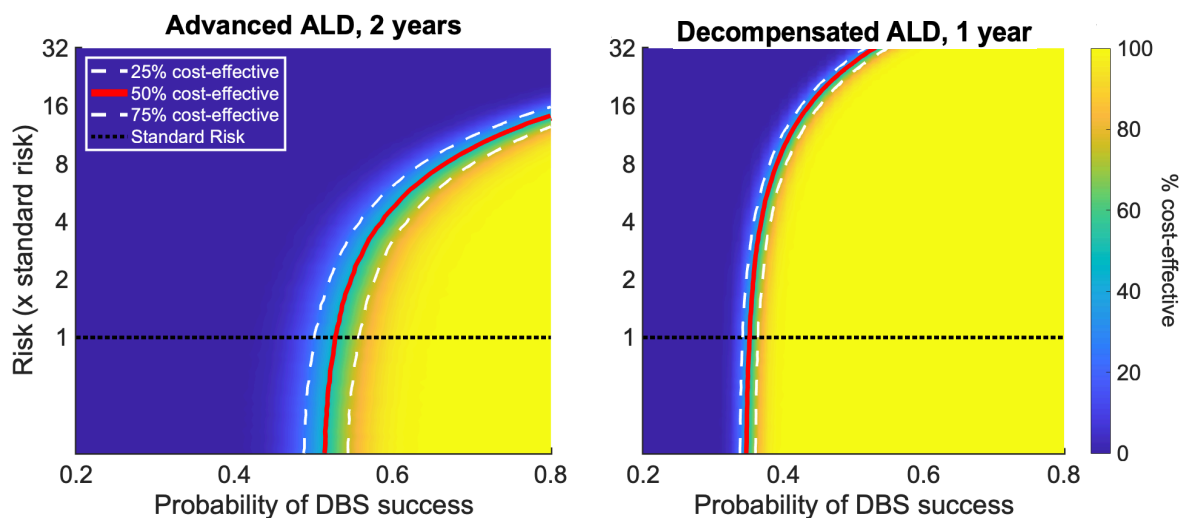 Advanced ALD, 2 years
32
16
8
4
2
1
Risk (x standard risk)
25% cost-effective
50% cost-effective
75% cost-effective
Standard Risk
0.2
0.4
0.6
0.8
Probability of DBS success
Decompensated ALD, 1 year
32
16
8
4
2
1
0.2
0.4
0.6
0.8
Probability of DBS success
100
80
60
40
20
0
% cost-effective